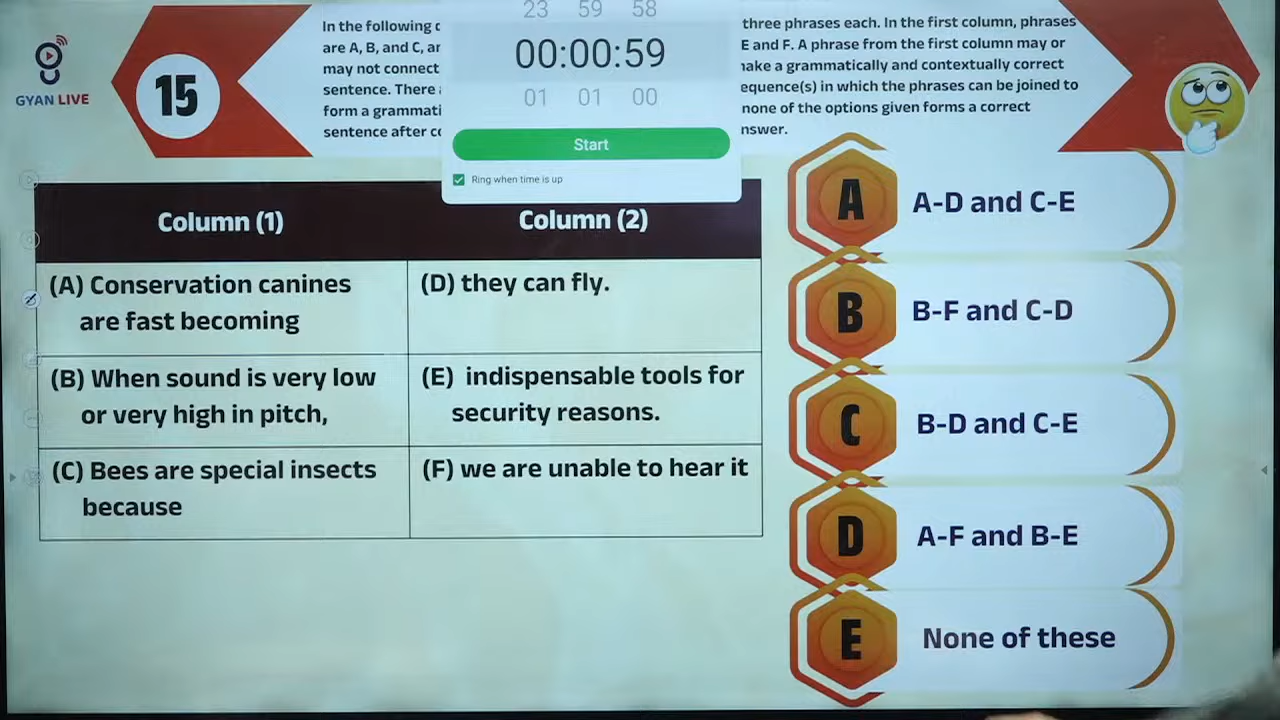 GYAN LIVE
15
In the following
are A, B, and C,
may not connect
sentence. There
form a
sentence after
23 59 58
00:00:59
01 01 00
Start
Ring when time is up
three phrases each. In the first column, phrases
E and F. A phrase from the first column may or
a grammatically and contextually correct
in which the phrases can be joined to
none of the options given forms a correct
Column (1)
Column (2)
(A) Conservation canines
are fast becoming
(D) they can fly.
(B) When sound is very low
or very high in pitch,
(E) indispensable tools for
security reasons.
(C) Bees are special insects
because
(F) we are unable to hear it
A
A-D and C-E
B
B-F and C-D
C
B-D and C-E
D
A-F and B-E
E
None of these